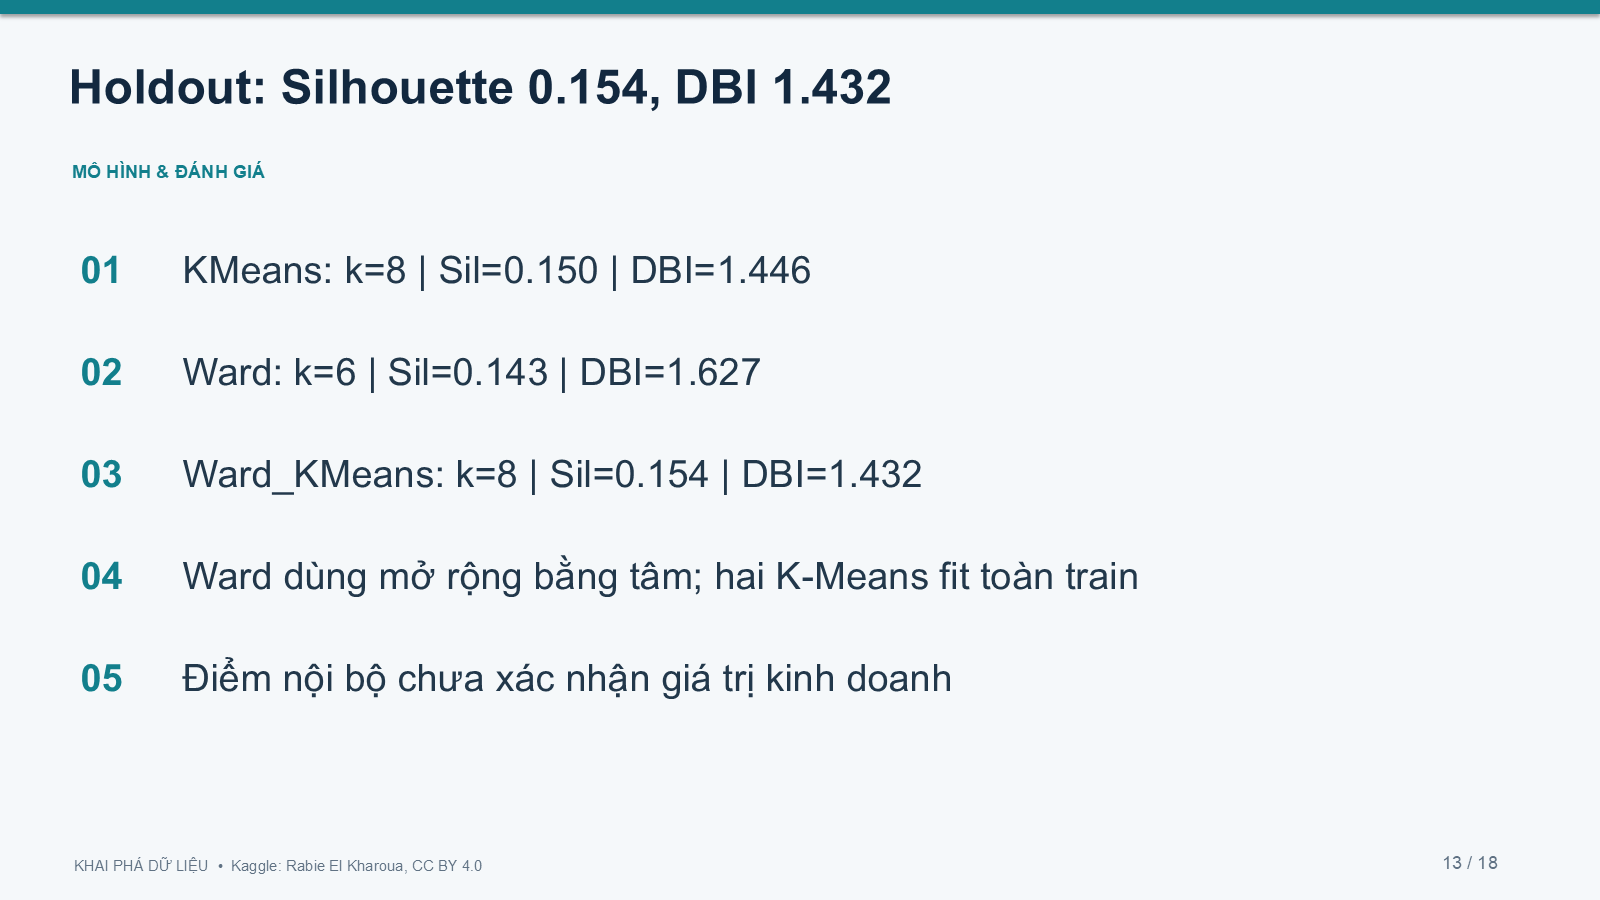 Holdout: Silhouette 0.154, DBI 1.432
MÔ HÌNH & ĐÁNH GIÁ
01 KMeans: k=8 | Sil=0.150 | DBI=1.446
02 Ward: k=6 | Sil=0.143 | DBI=1.627
03 Ward_KMeans: k=8 | Sil=0.154 | DBI=1.432
04 Ward dùng mở rộng bằng tâm; hai K-Means fit toàn train
05 Điểm nội bộ chưa xác nhận giá trị kinh doanh
KHAI PHÁ DỮ LIỆU • Kaggle: Rabie El Kharoua, CC BY 4.0
13 / 18